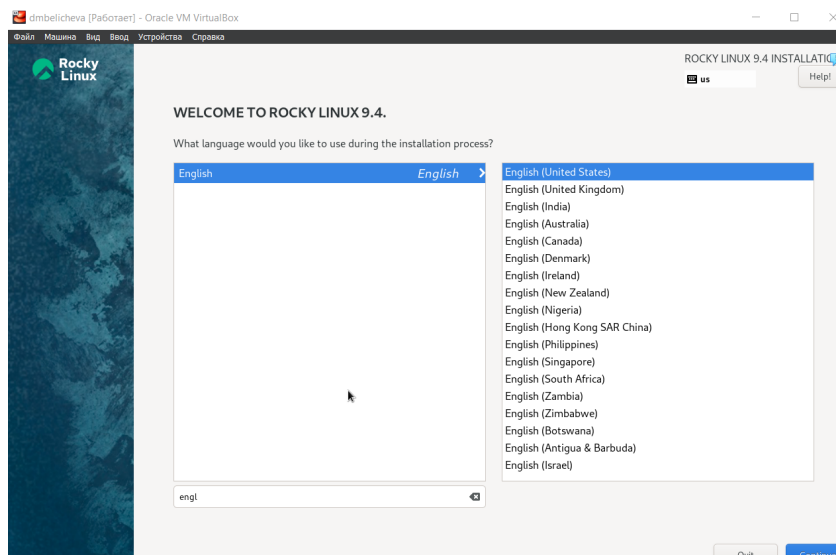 dmbelicheva [Работает] - Oracle VM VirtualBox
Файл Машина Вид Ввод Устройства Справка
Rocky
Linux
ROCKY LINUX 9.4 INSTALLATIO
us
Help!
WELCOME TO ROCKY LINUX 9.4.
What language would you like to use during the installation process?
English English
English (United States)
English (United Kingdom)
English (India)
English (Australia)
English (Canada)
English (Denmark)
English (Ireland)
English (New Zealand)
English (Nigeria)
English (Hong Kong SAR China)
English (Philippines)
English (Singapore)
English (South Africa)
English (Zambia)
English (Zimbabwe)
English (Botswana)
English (Antigua & Barbuda)
English (Israel)
engl
Quit